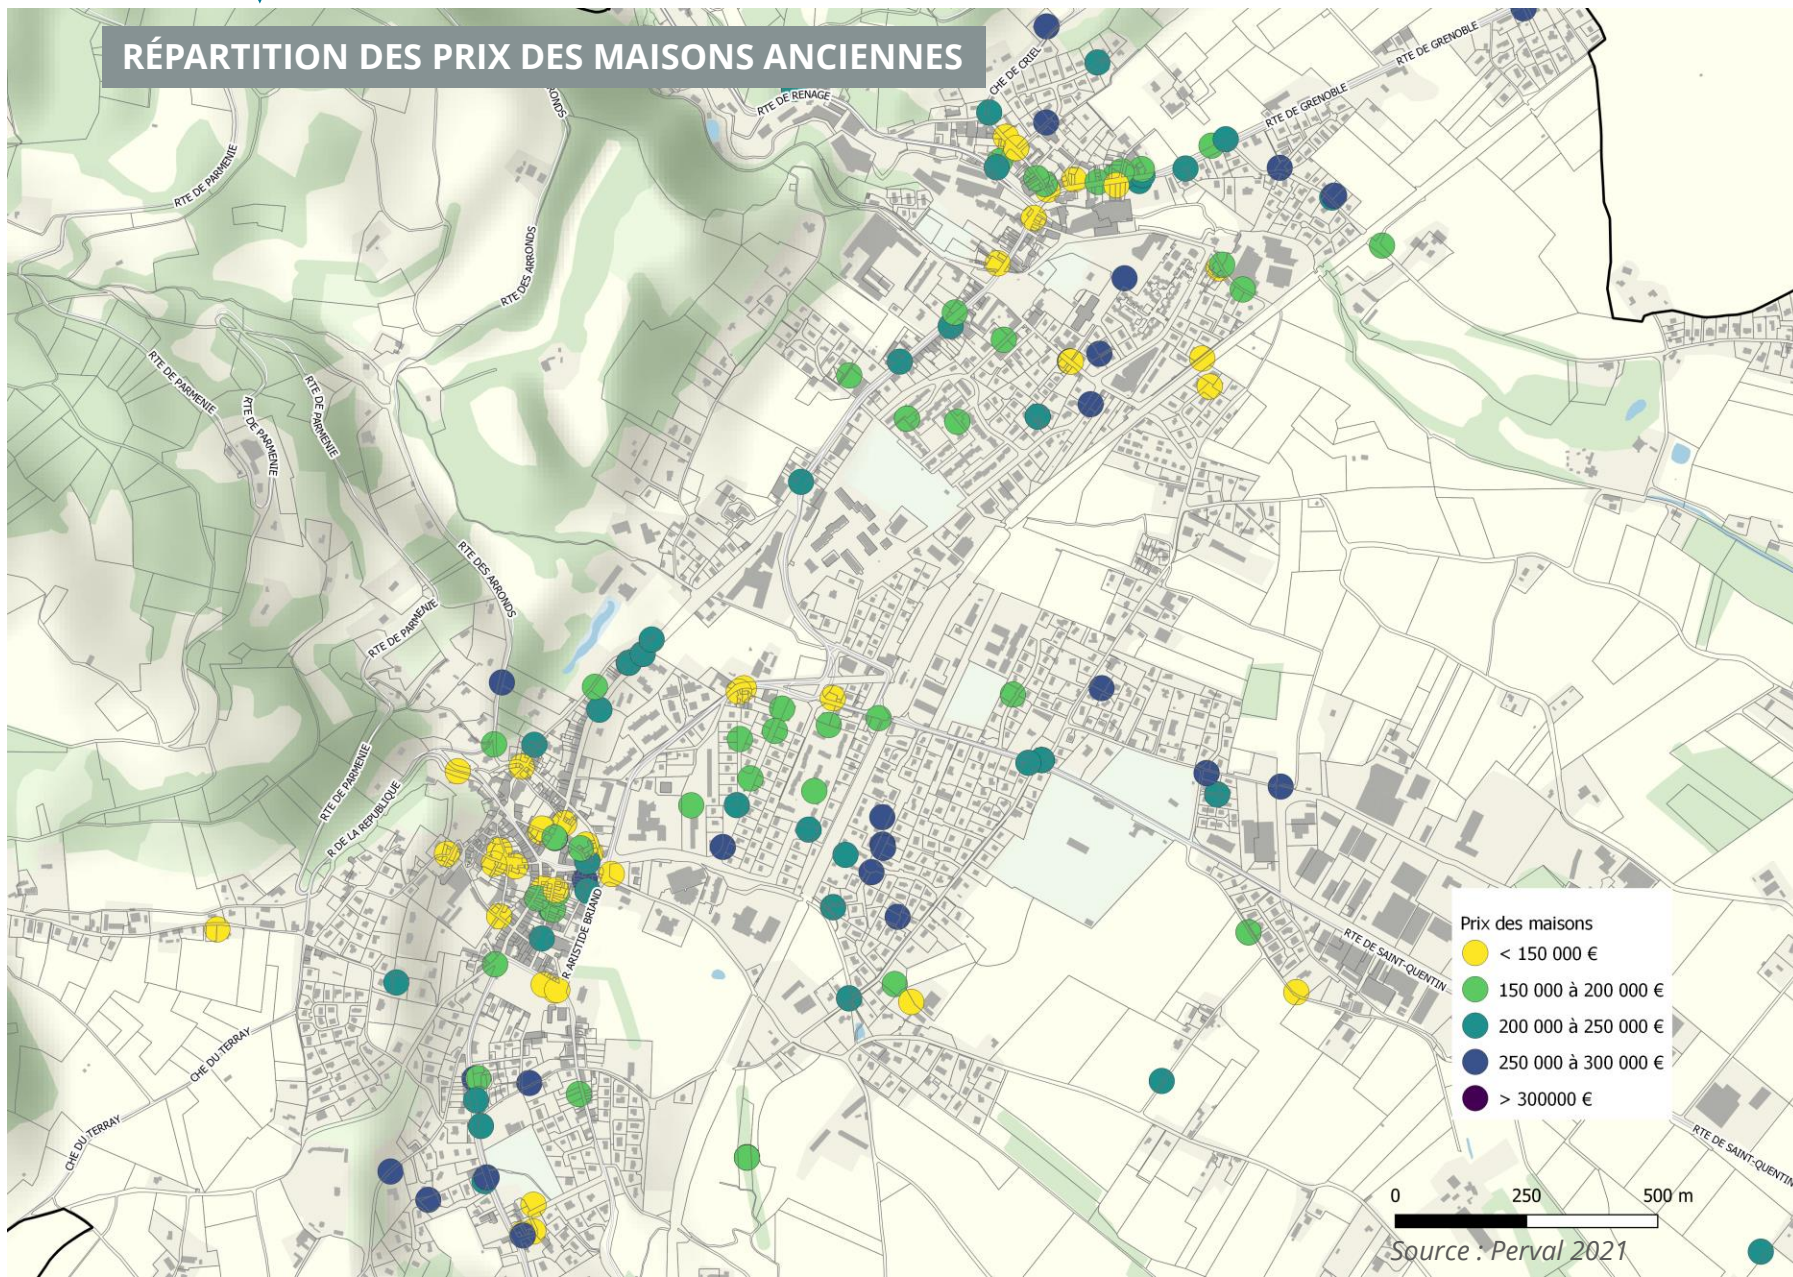 RÉPARTITION DES PRIX DES MAISONS ANCIENNES
RTE DE GRENOBLE
CHE DE CRIEL
RTE DE RENAGE
RTE DE GRENOBLE
RONDS
RTE DE PARMENIE
RTE DES ARRONDS
RTE DE PARMENIE
RTE DE PARMENIE
RTE DE PARMENIE
RTE DES ARRONDS
RTE DE PARMENIE
RTE DE PARMENIE
R DE LA REPUBLIQUE
R ARISTIDE BRIAND
RTE DE SAINT-QUENTIN
CHE DU TERRAY
CHE DU TERRAY
RTE DE SAINT-QUENTIN
Prix des maisons
< 150 000 €
150 000 à 200 000 €
200 000 à 250 000 €
250 000 à 300 000 €
> 300000 €
0 250 500 m
Source : Perval 2021